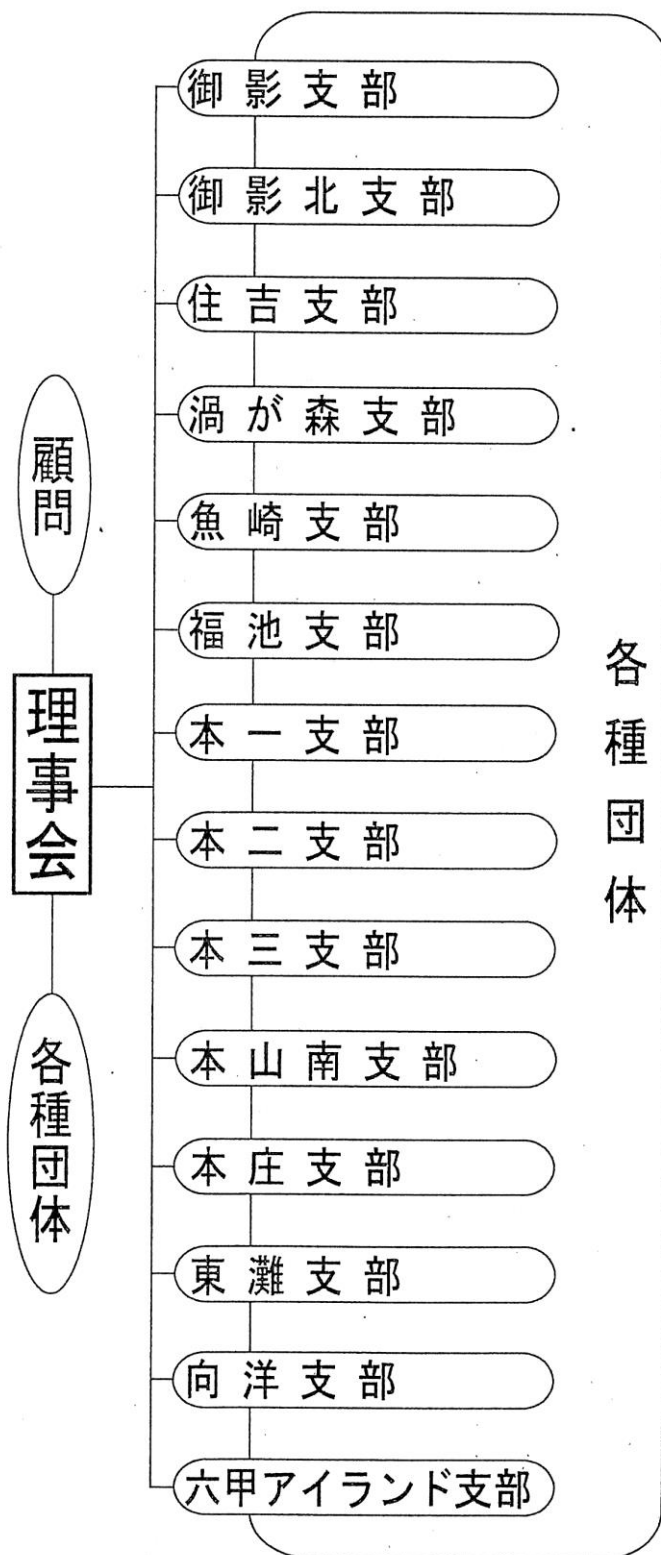 顧問
理事会
各種団体
御影支部
御影北支部
住吉支部
渦が森支部
魚崎支部
福池支部
本一支部
本二支部
本三支部
本山南支部
本庄支部
東灘支部
向洋支部
六甲アイランド支部
各種団体